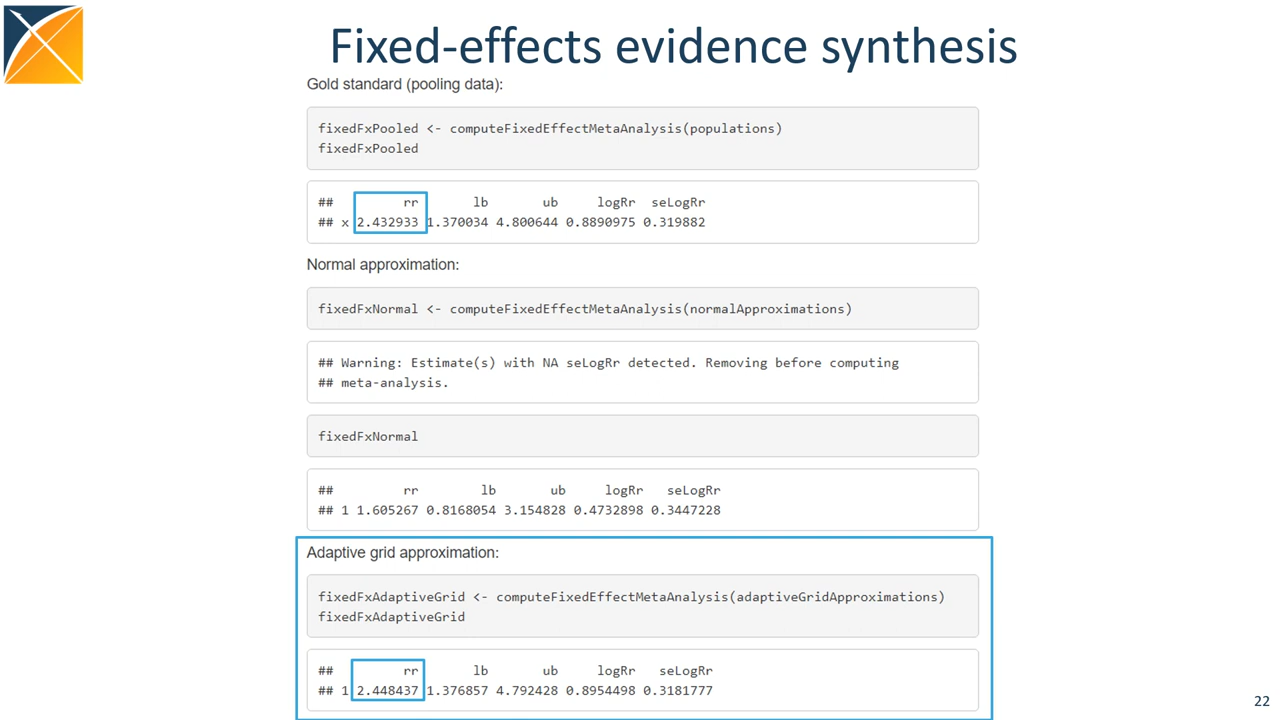 Fixed-effects evidence synthesis
Gold standard (pooling data):
fixedFxPooled <- computeFixedEffectMetaAnalysis(populations)
fixedFxPooled
## rr lb ub logRr seLogRr
## x 2.432933 1.370034 4.800644 0.8890975 0.319882
Normal approximation:
fixedFxNormal <- computeFixedEffectMetaAnalysis(normalApproximations)
## Warning: Estimate(s) with NA seLogRr detected. Removing before computing
## meta-analysis.
fixedFxNormal
## rr lb ub logRr seLogRr
## 1 1.605267 0.8168054 3.154828 0.4732898 0.3447228
Adaptive grid approximation:
fixedFxAdaptiveGrid <- computeFixedEffectMetaAnalysis(adaptiveGridApproximations)
fixedFxAdaptiveGrid
## rr lb ub logRr seLogRr
## 1 2.448437 1.376857 4.792428 0.8954498 0.3181777
22